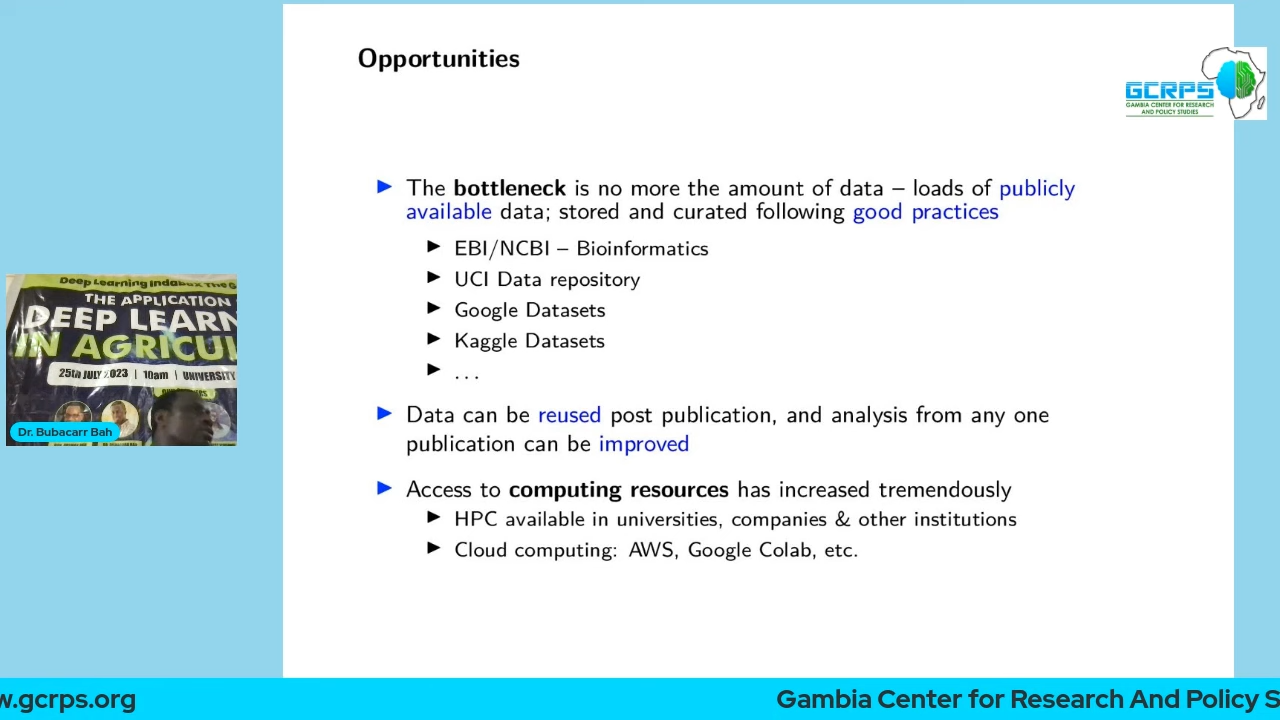 Opportunities
GCRPS
GAMBIA CENTER FOR RESEARCH
AND POLICY STUDIES
▶ The bottleneck is no more the amount of data – loads of publicly
available data; stored and curated following good practices
▶ EBI/NCBI – Bioinformatics
▶ UCI Data repository
▶ Google Datasets
▶ Kaggle Datasets
▶ . . .
▶ Data can be reused post publication, and analysis from any one
publication can be improved
▶ Access to computing resources has increased tremendously
▶ HPC available in universities, companies & other institutions
▶ Cloud computing: AWS, Google Colab, etc.
Deep Learning Indabax The G
THE APPLICATION
DEEP LEARN
IN AGRICUL
25th JULY 2023 | 10am | UNIVERSITY
Dr. Bubacarr Bah
w.gcrps.org
Gambia Center for Research And Policy S